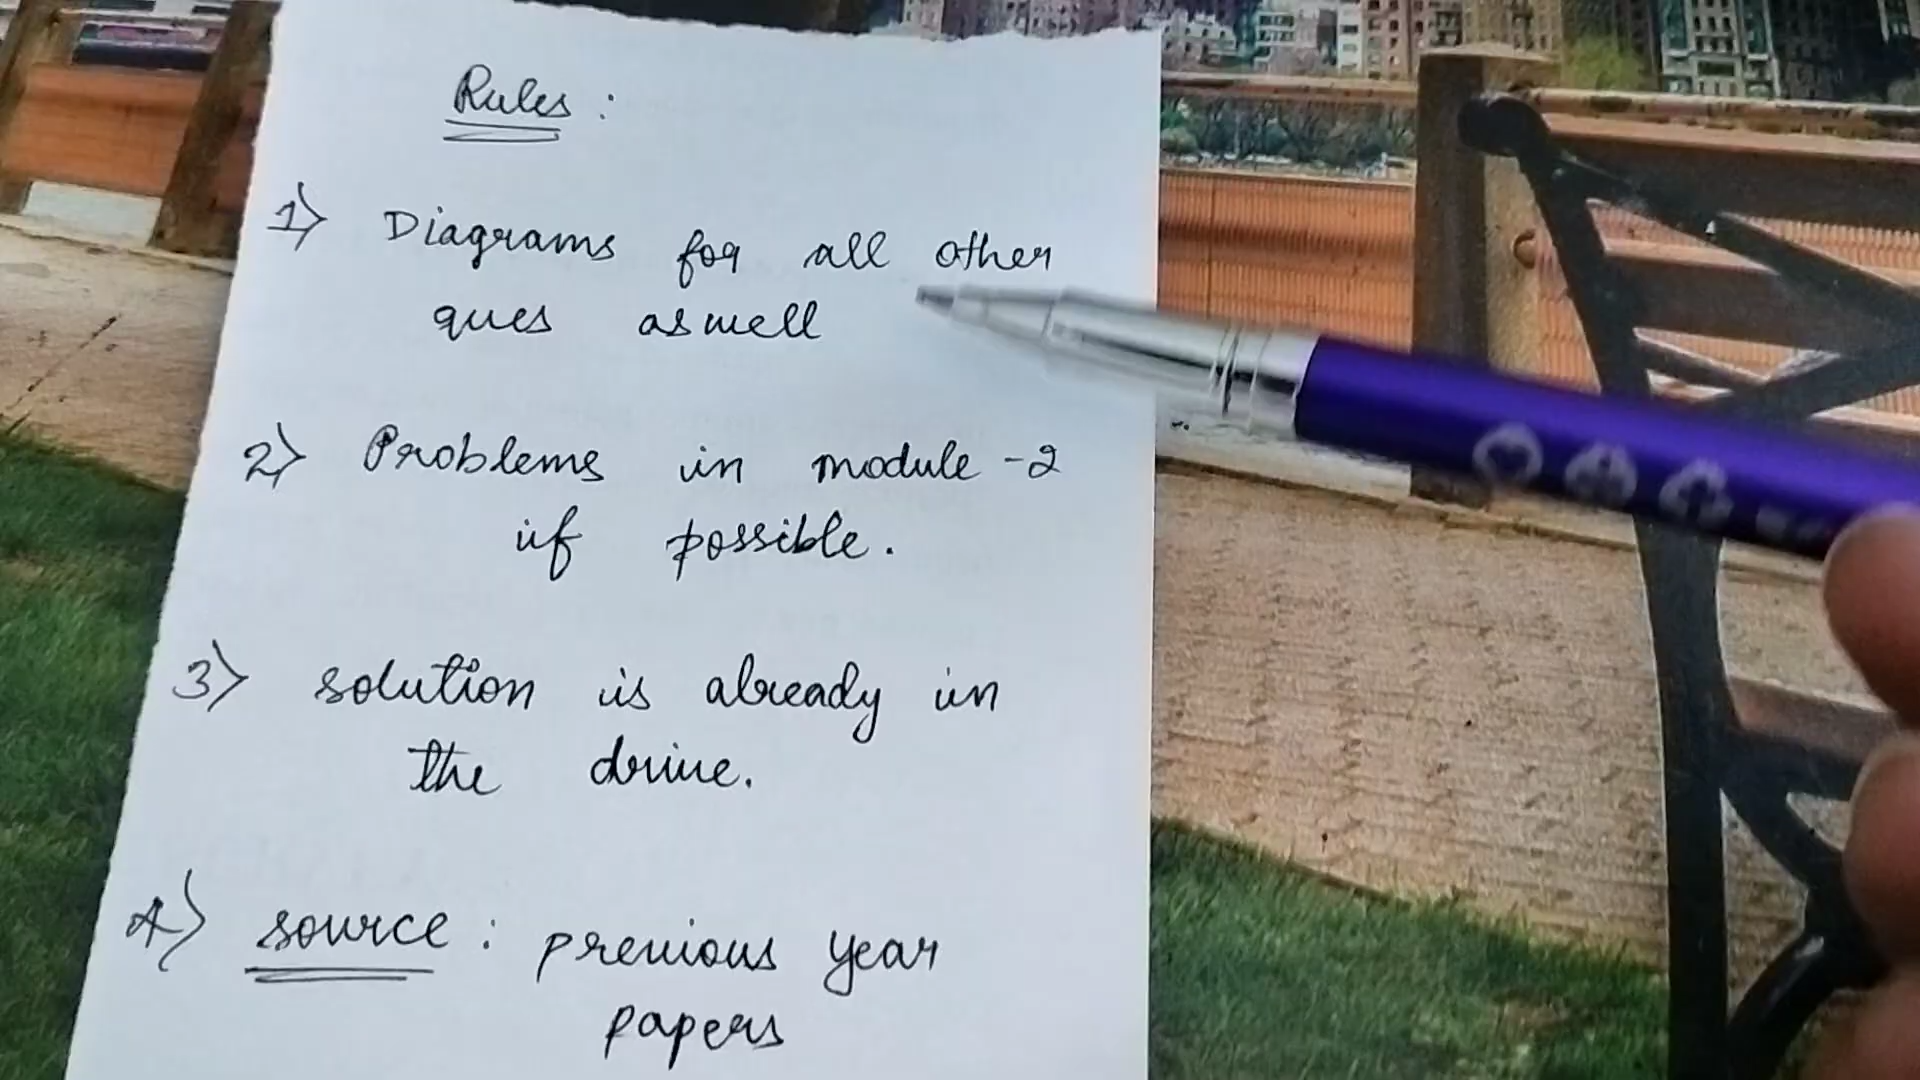 Rules :
1) Diagrams for all other
ques aswell
2) Problems in module - 2
if possible.
3) solution is already in
the drive.
4) source : previous year
papers